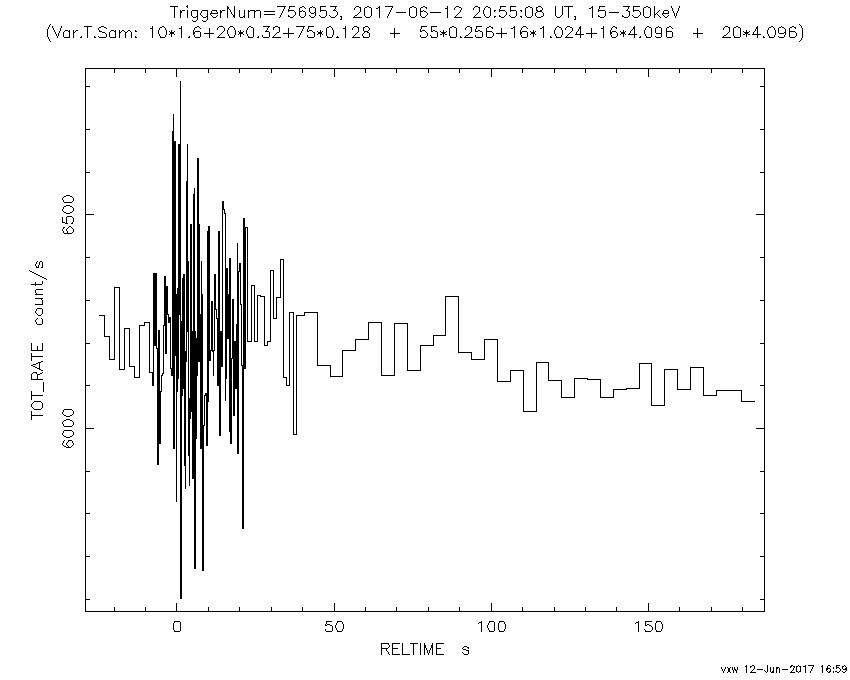 TriggerNum=756953, 2017-06-12 20:55:08 UT, 15-350keV
(Var.T.Sam: 10*1.6+20*0.32+75*0.128 + 55*0.256+16*1.024+16*4.096 + 20*4.096)
TOT_RATE count/s
6500
6000
0 50 100 150
RELTIME s
vxw 12-Jun-2017 16:59